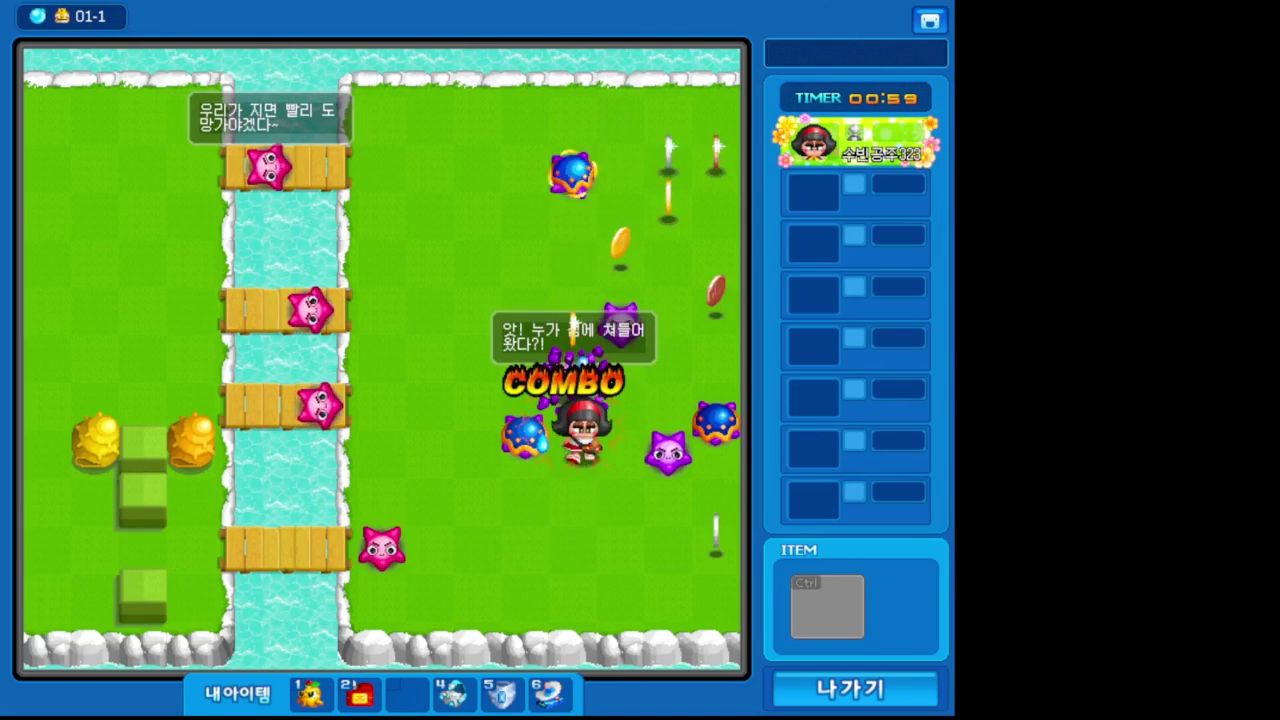 01-1
TIMER 00:59
수빈공주323
우리가 지면 빨리 도
망가야겠다~
앗! 누가 섬에 쳐들어
왔다?!
COMBO
ITEM
Ctrl
내아이템
1
2
4
5
6
나가기